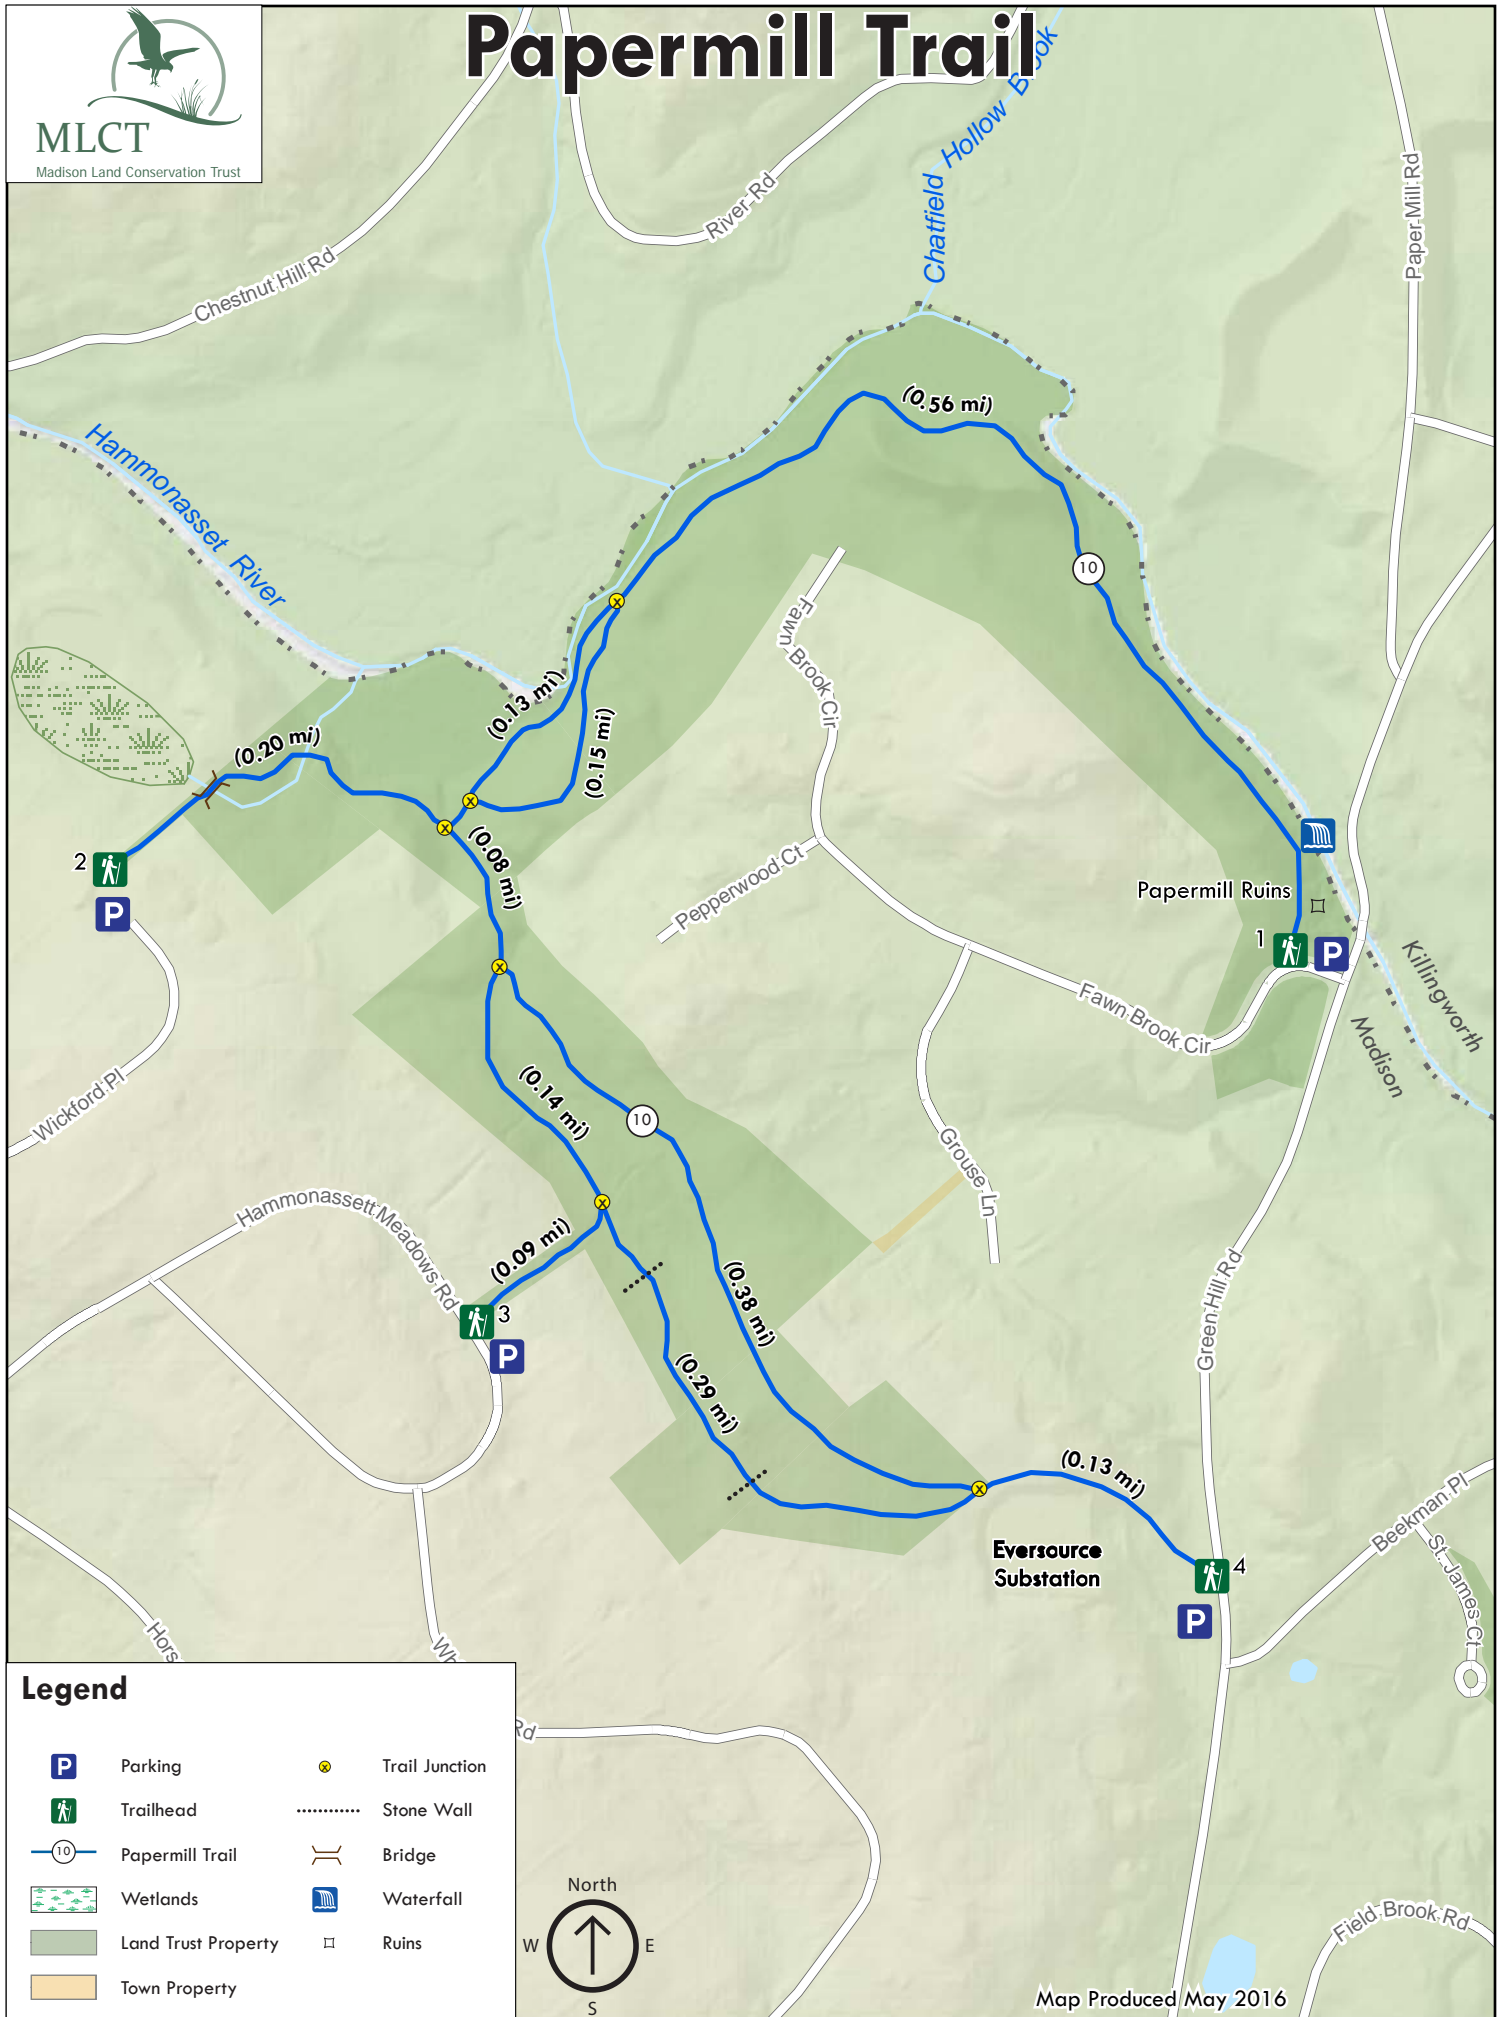 Papermill Trail
MLCT
Madison Land Conservation Trust
Chatfield Hollow Brook
River Rd
Paper Mill Rd
Chestnut Hill Rd
(0.56 mi)
Hammonasset River
10
Fawn Brook Cir
(0.13 mi)
(0.15 mi)
(0.20 mi)
(0.08 mi)
2
P
Pepperwood Ct
Papermill Ruins
1
P
Killingworth
Madison
Fawn Brook Cir
Wickford Pl
(0.14 mi)
10
Grouse Ln
Hammonassett Meadows Rd
(0.09 mi)
3
P
(0.38 mi)
Green Hill Rd
(0.29 mi)
(0.13 mi)
Eversource
Substation
4
P
Beekman Pl
St. James Ct
Hors
Wh
Rd
Legend
P Parking
x Trail Junction
Trailhead
Stone Wall
10 Papermill Trail
Bridge
Wetlands
Waterfall
Land Trust Property
Ruins
Town Property
North
W E
S
Field Brook Rd
Map Produced May 2016